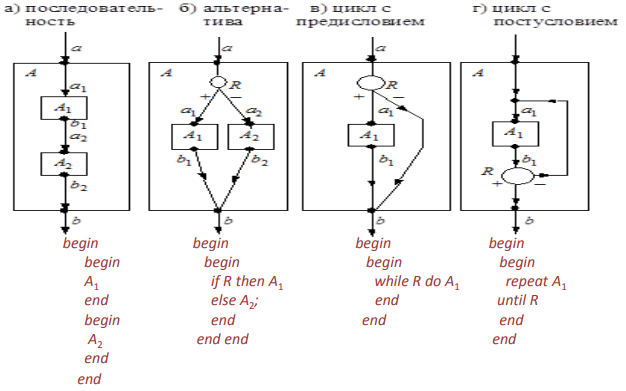 а) последователь-
ность
a
A
a1
A1
b1
a2
A2
b2
b
begin
begin
A1
end
begin
A2
end
end
б) альтерна-
тива
a
A
R
+ −
a1 a2
A1 A2
b1 b2
b
begin
begin
if R then A1
else A2;
end
end end
в) цикл с
предисловием
a
A
R
+ −
a1
A1
b1
b
begin
begin
while R do A1
end
end
г) цикл с
постусловием
a
A
a1
A1
b1
R
+ −
b
begin
begin
repeat A1
until R
end
end